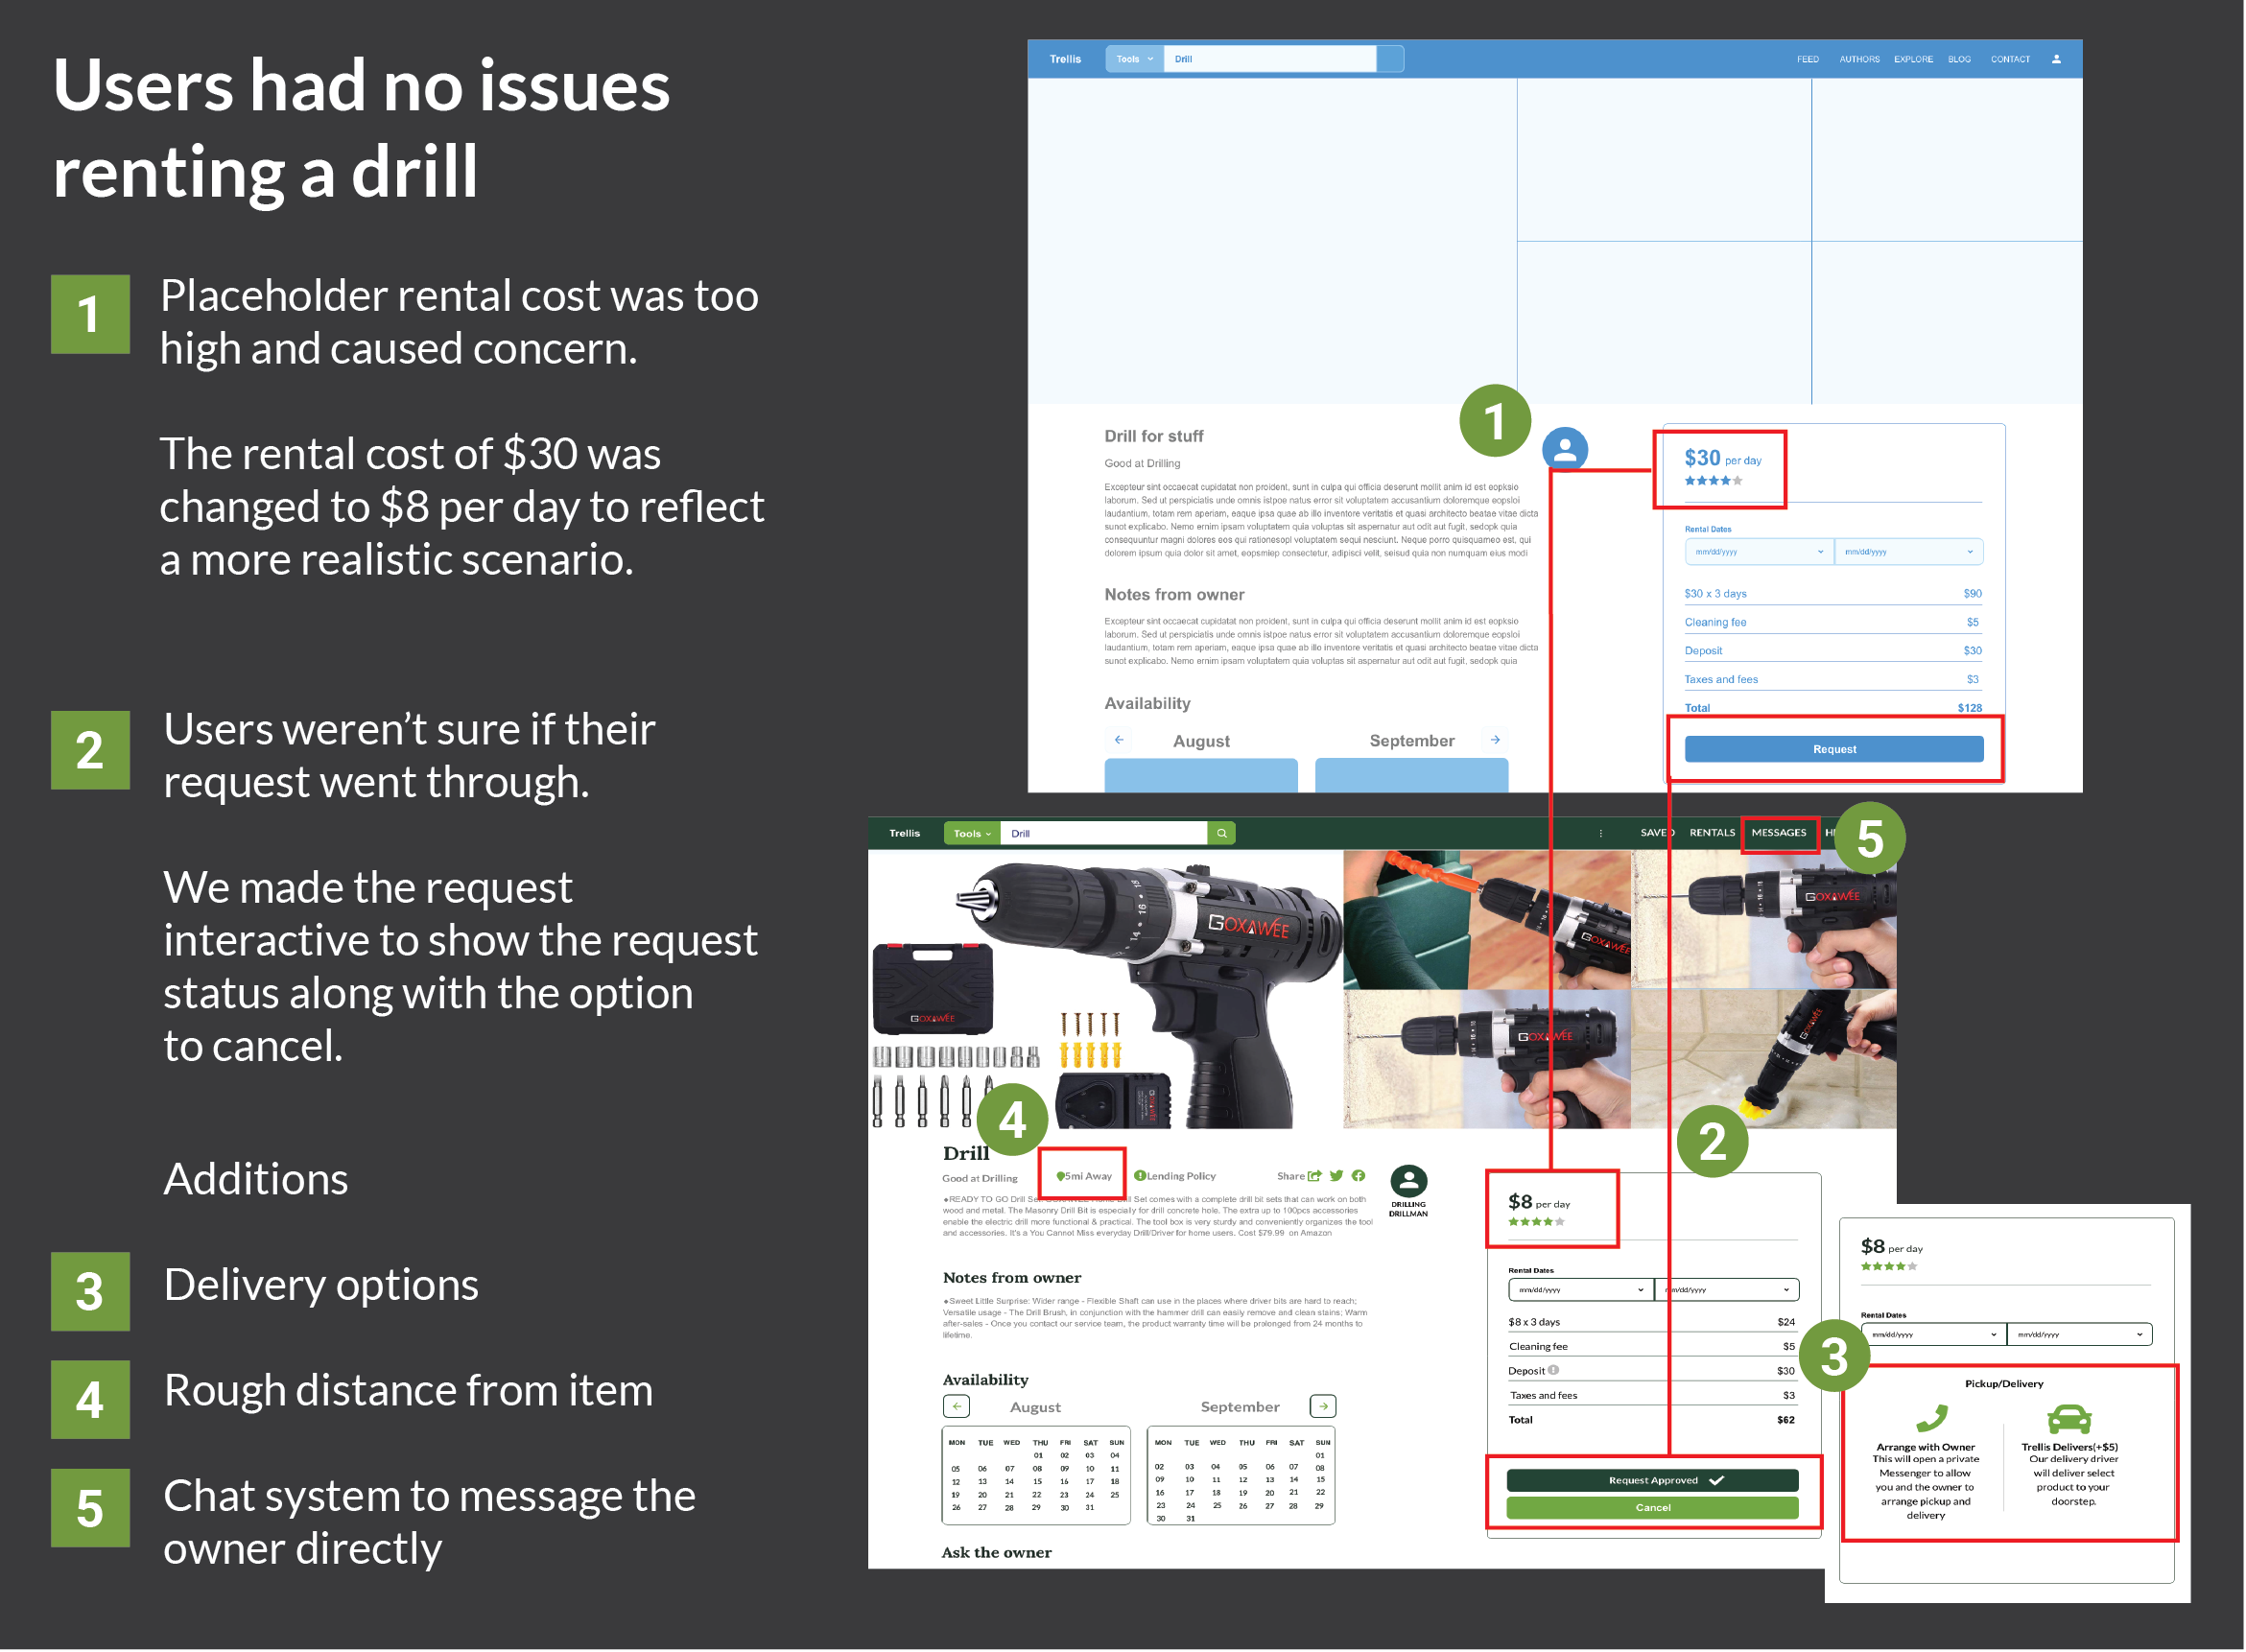 Users had no issues
renting a drill
1
Placeholder rental cost was too
high and caused concern.
The rental cost of $30 was
changed to $8 per day to reflect
a more realistic scenario.
2
Users weren't sure if their
request went through.
We made the request
interactive to show the request
status along with the option
to cancel.
Additions
3
Delivery options
4
Rough distance from item
5
Chat system to message the
owner directly
Trellis
Tools
Drill
FEED AUTHORS EXPLORE BLOG CONTACT
1
Drill for stuff
Good at Drilling
Excepteur sint occaecat cupidatat non proident, sunt in culpa qui officia deserunt mollit anim id est eopksio
laborum. Sed ut perspiciatis unde omnis istpoe natus error sit voluptatem accusantium doloremque eopsloi
laudantium, totam rem aperiam, eaque ipsa quae ab illo inventore veritatis et quasi architecto beatae vitae dicta
sunot explicabo. Nemo ernim ipsam voluptatem quia voluptas sit aspernatur aut odit aut fugit, sedopk quia
consequuntur magni dolores eos qui rationesopl voluptatem sequi nesciunt. Neque porro quisquameo est, qui
dolorem ipsum quia dolor sit amet, eopsmiep consectetur, adipisci velit, seisud quia non numquam eius modi
Notes from owner
Excepteur sint occaecat cupidatat non proident, sunt in culpa qui officia deserunt mollit anim id est eopksio
laborum. Sed ut perspiciatis unde omnis istpoe natus error sit voluptatem accusantium doloremque eopsloi
laudantium, totam rem aperiam, eaque ipsa quae ab illo inventore veritatis et quasi architecto beatae vitae dicta
sunot explicabo. Nemo ernim ipsam voluptatem quia voluptas sit aspernatur aut odit aut fugit, sedopk quia
Availability
August September
$30 per day
Rental Dates
mm/dd/yyyy mm/dd/yyyy
$30 x 3 days $90
Cleaning fee $5
Deposit $30
Taxes and fees $3
Total $128
Request
Trellis
Tools
Drill
SAVED RENTALS MESSAGES H
5
GOXAWEE
GOXAWEE
GOXAWEE
GOXAWEE
GOXAWEE
GOXAWEE
GOXAWEE
4
2
Drill
Good at Drilling
5mi Away
Lending Policy
Share
DRILLING
DRILLMAN
READY TO GO Drill Set Set comes with a complete drill bit sets that can work on both
wood and metal. The Masonry Drill Bit is especially for drill concrete hole. The extra up to 100pcs accessories
enable the electric drill more functional & practical. The tool box is very sturdy and conveniently organizes the tool
and accessories. It's a You Cannot Miss everyday Drill/Driver for home users. Cost $79.99 on Amazon
Notes from owner
Sweet Little Surprise: Wider range - Flexible Shaft can use in the places where driver bits are hard to reach;
Versatile usage - The Drill Brush, in conjunction with the hammer drill can easily remove and clean stains; Warm
after-sales - Once you contact our service team, the product warranty time will be prolonged from 24 months to
lifetime.
Availability
August
MON TUE WED THU FRI SAT SUN
01 02 03 04
05 06 07 08 09 10 11
12 13 14 15 16 17 18
19 20 21 22 23 24 25
26 27 28 29 30 31
September
MON TUE WED THU FRI SAT SUN
01
02 03 04 05 06 07 08
09 10 11 12 13 14 15
16 17 18 19 20 21 22
23 24 25 26 27 28 29
30 31
Ask the owner
$8 per day
Rental Dates
mm/dd/yyyy mm/dd/yyyy
$8 x 3 days $24
Cleaning fee $5
Deposit $30
Taxes and fees $3
Total $62
Request Approved
Cancel
3
$8 per day
Rental Dates
mm/dd/yyyy mm/dd/yyyy
Pickup/Delivery
Arrange with Owner
This will open a private
Messenger to allow
you and the owner to
arrange pickup and
delivery
Trellis Delivers(+$5)
Our delivery driver
will deliver select
product to your
doorstep.